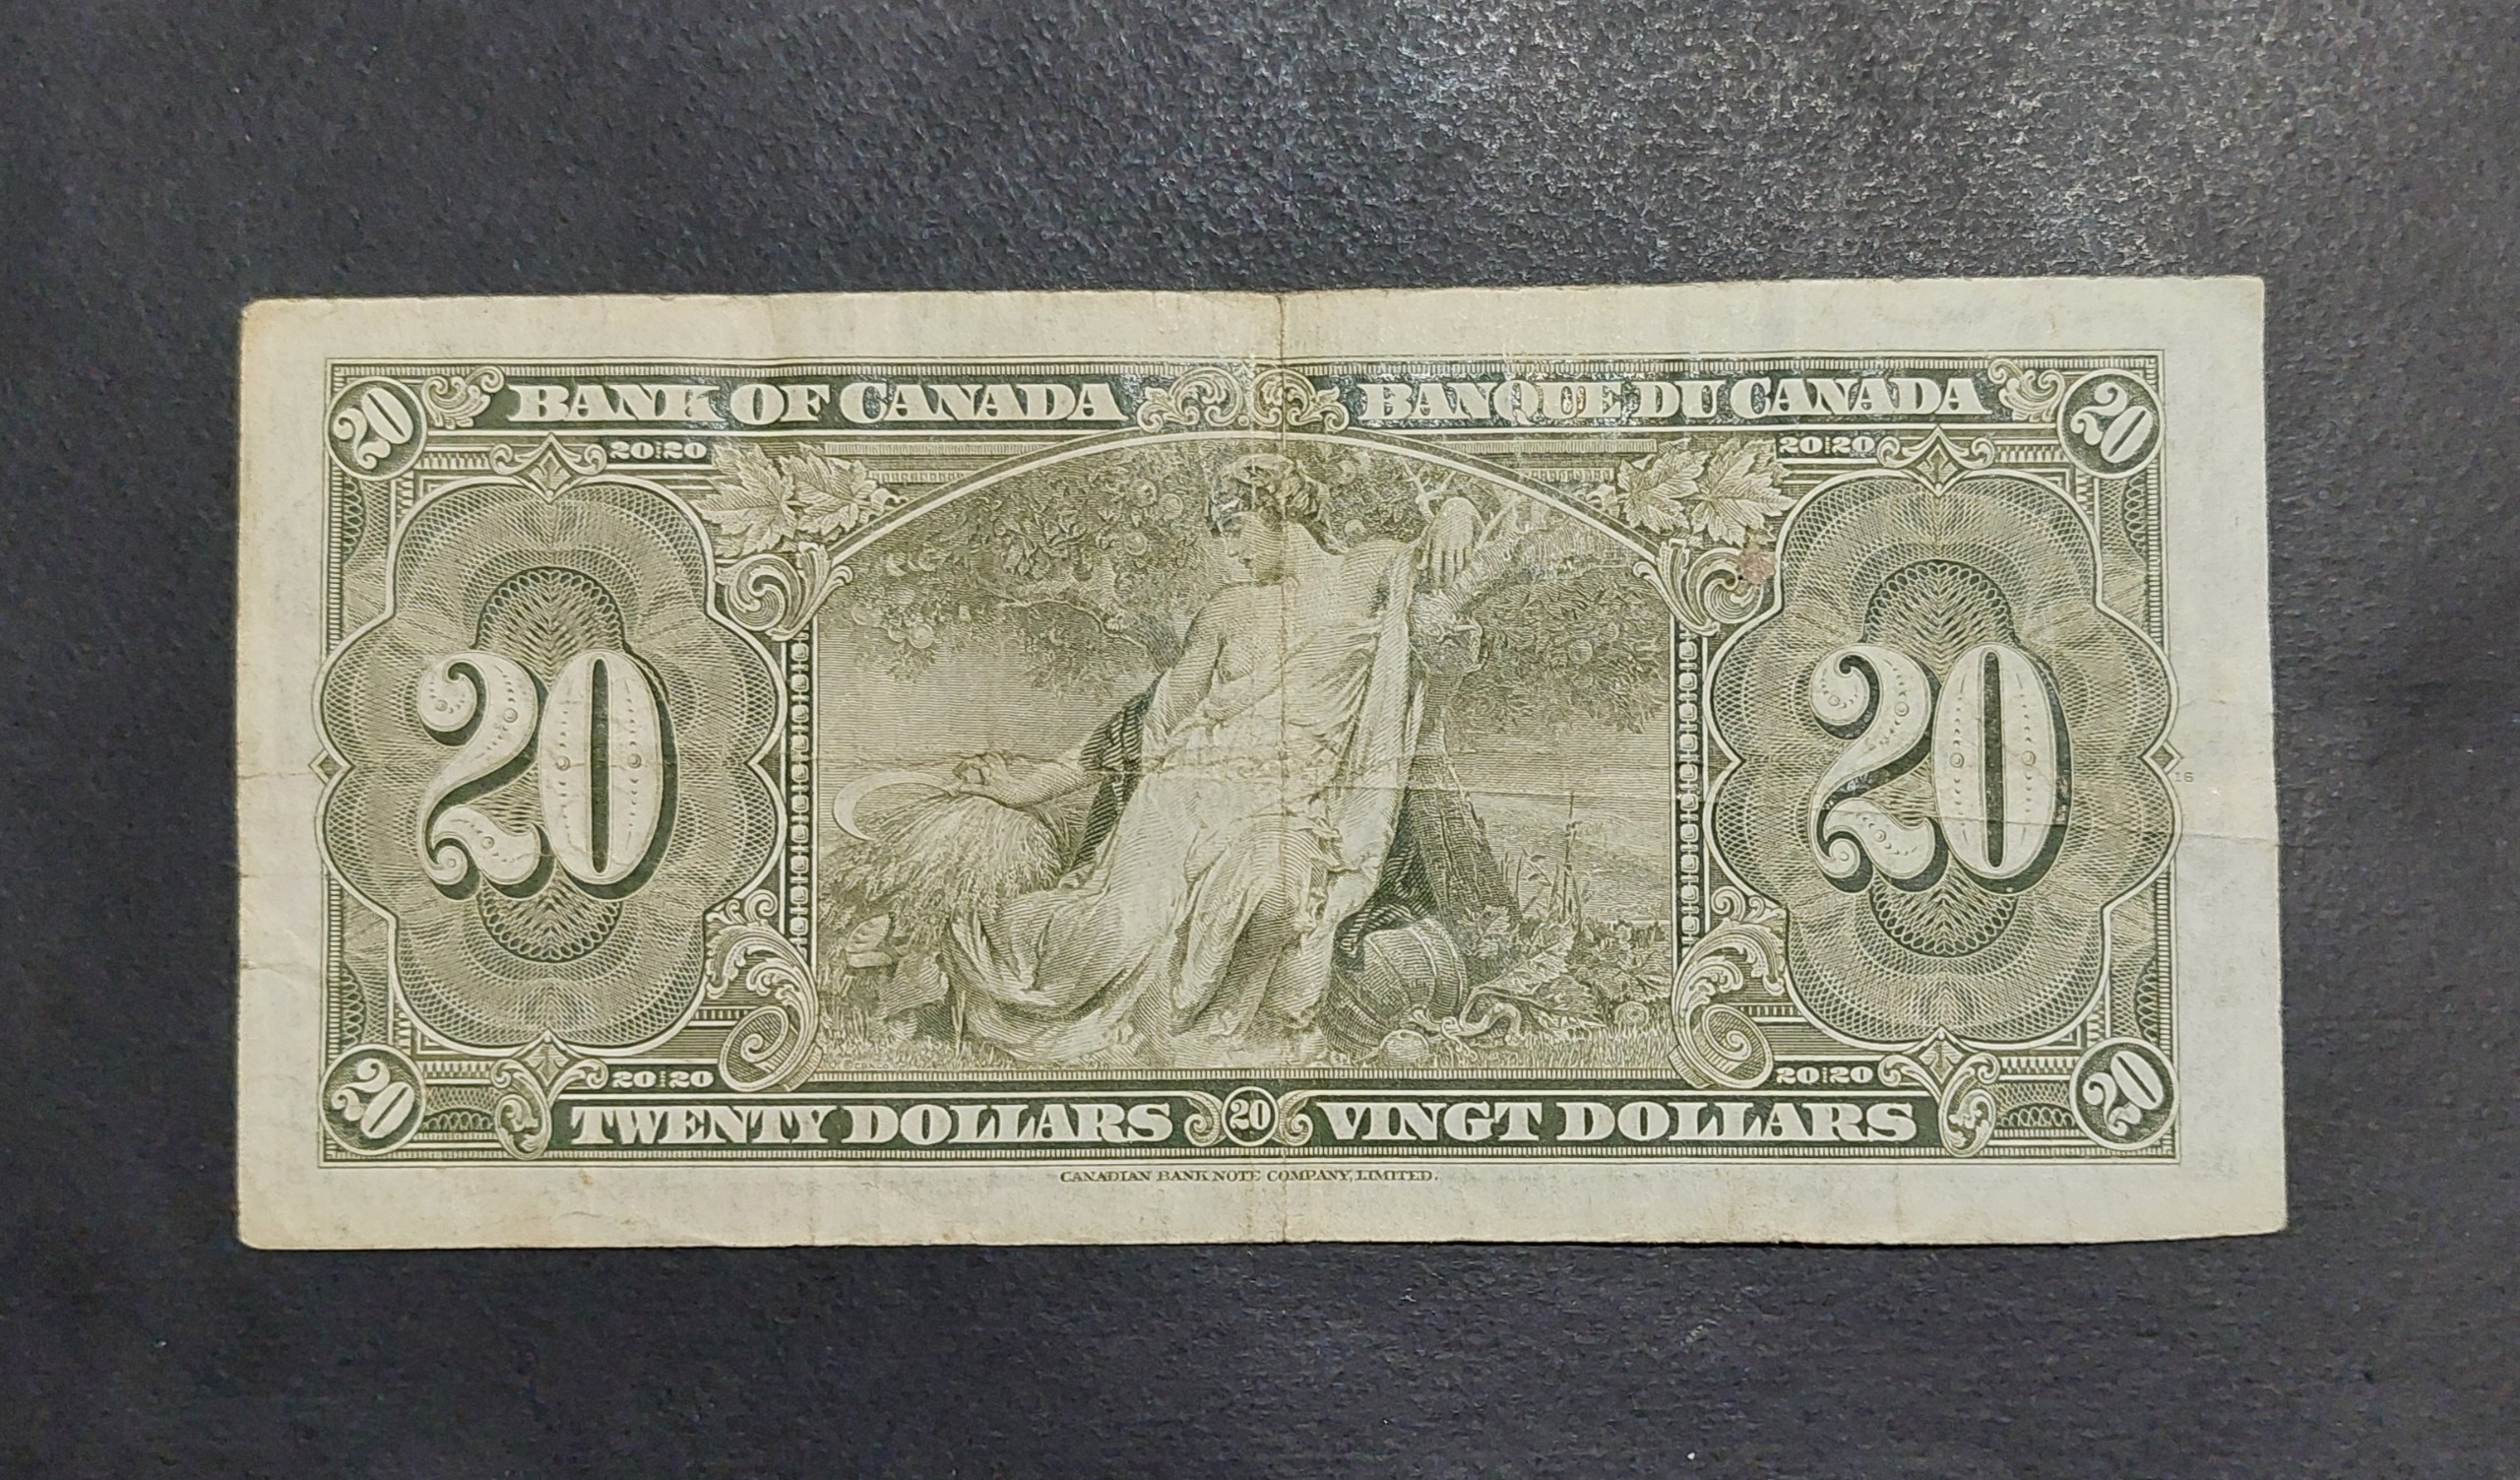 20 BANK OF CANADA BANQUE DU CANADA 20
20 20 20 20
20 20
16
20 20 20 20
20 TWENTY DOLLARS 20 VINGT DOLLARS 20
CANADIAN BANK NOTE COMPANY, LIMITED.